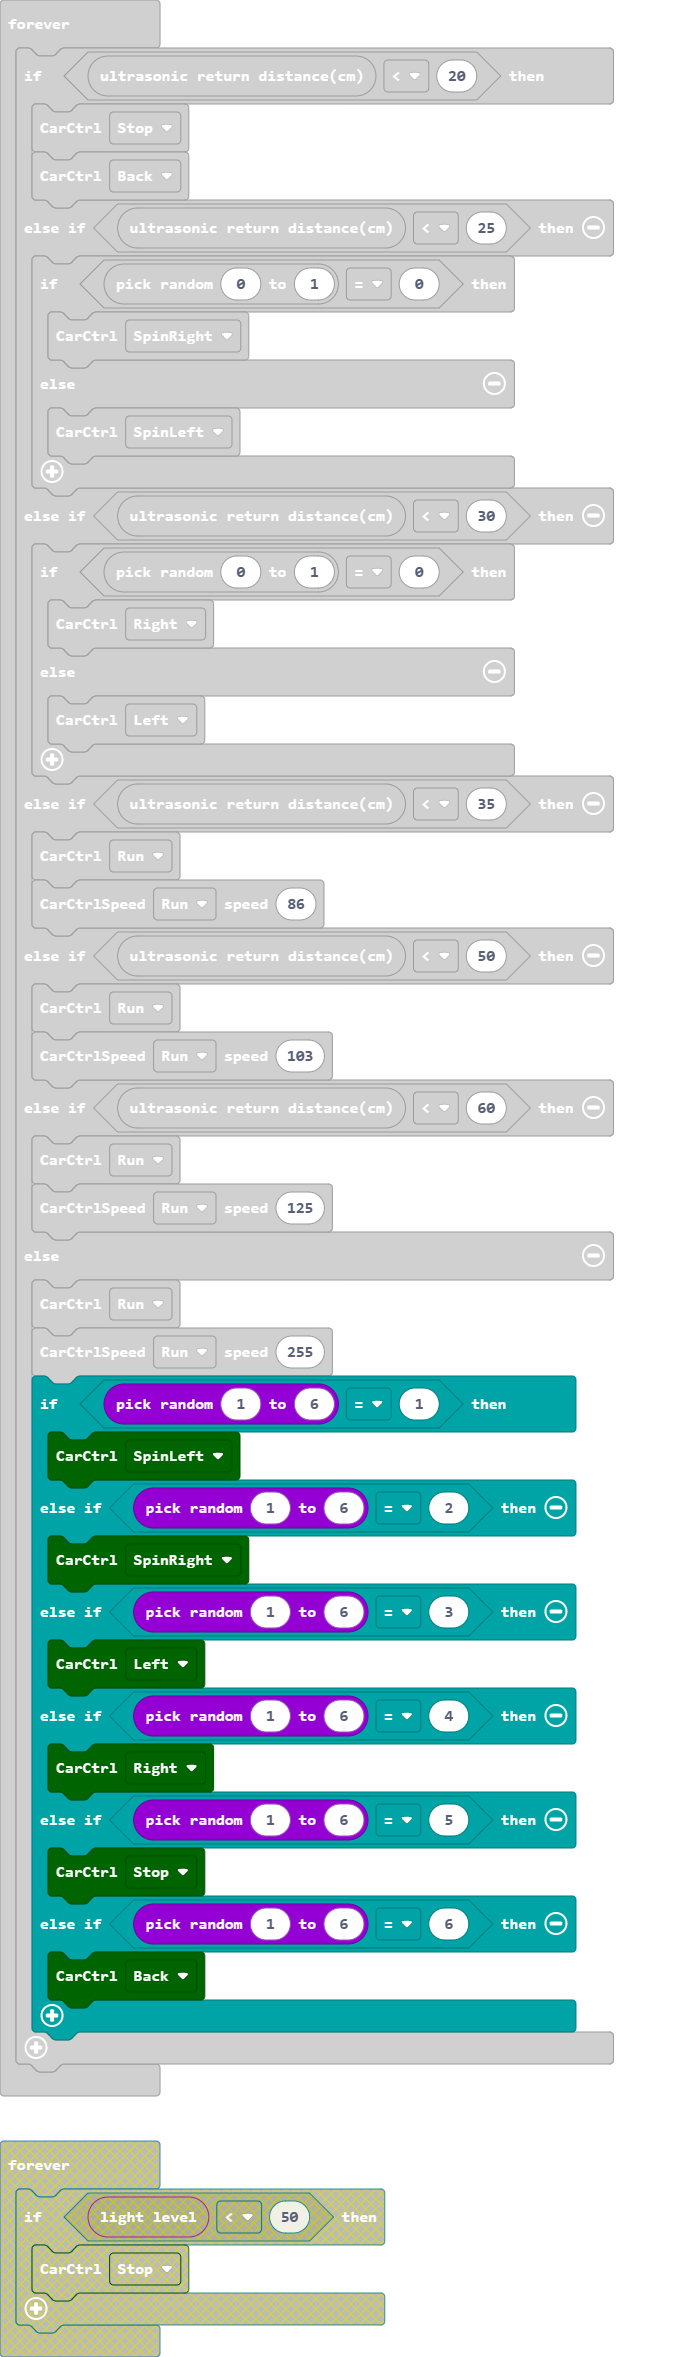 forever
if ultrasonic return distance(cm) < 20 then
CarCtrl Stop
CarCtrl Back
else if ultrasonic return distance(cm) < 25 then
if pick random 0 to 1 = 0 then
CarCtrl SpinRight
else
CarCtrl SpinLeft
else if ultrasonic return distance(cm) < 30 then
if pick random 0 to 1 = 0 then
CarCtrl Right
else
CarCtrl Left
else if ultrasonic return distance(cm) < 35 then
CarCtrl Run
CarCtrlSpeed Run speed 86
else if ultrasonic return distance(cm) < 50 then
CarCtrl Run
CarCtrlSpeed Run speed 103
else if ultrasonic return distance(cm) < 60 then
CarCtrl Run
CarCtrlSpeed Run speed 125
else
CarCtrl Run
CarCtrlSpeed Run speed 255
if pick random 1 to 6 = 1 then
CarCtrl SpinLeft
else if pick random 1 to 6 = 2 then
CarCtrl SpinRight
else if pick random 1 to 6 = 3 then
CarCtrl Left
else if pick random 1 to 6 = 4 then
CarCtrl Right
else if pick random 1 to 6 = 5 then
CarCtrl Stop
else if pick random 1 to 6 = 6 then
CarCtrl Back
forever
if light level < 50 then
CarCtrl Stop